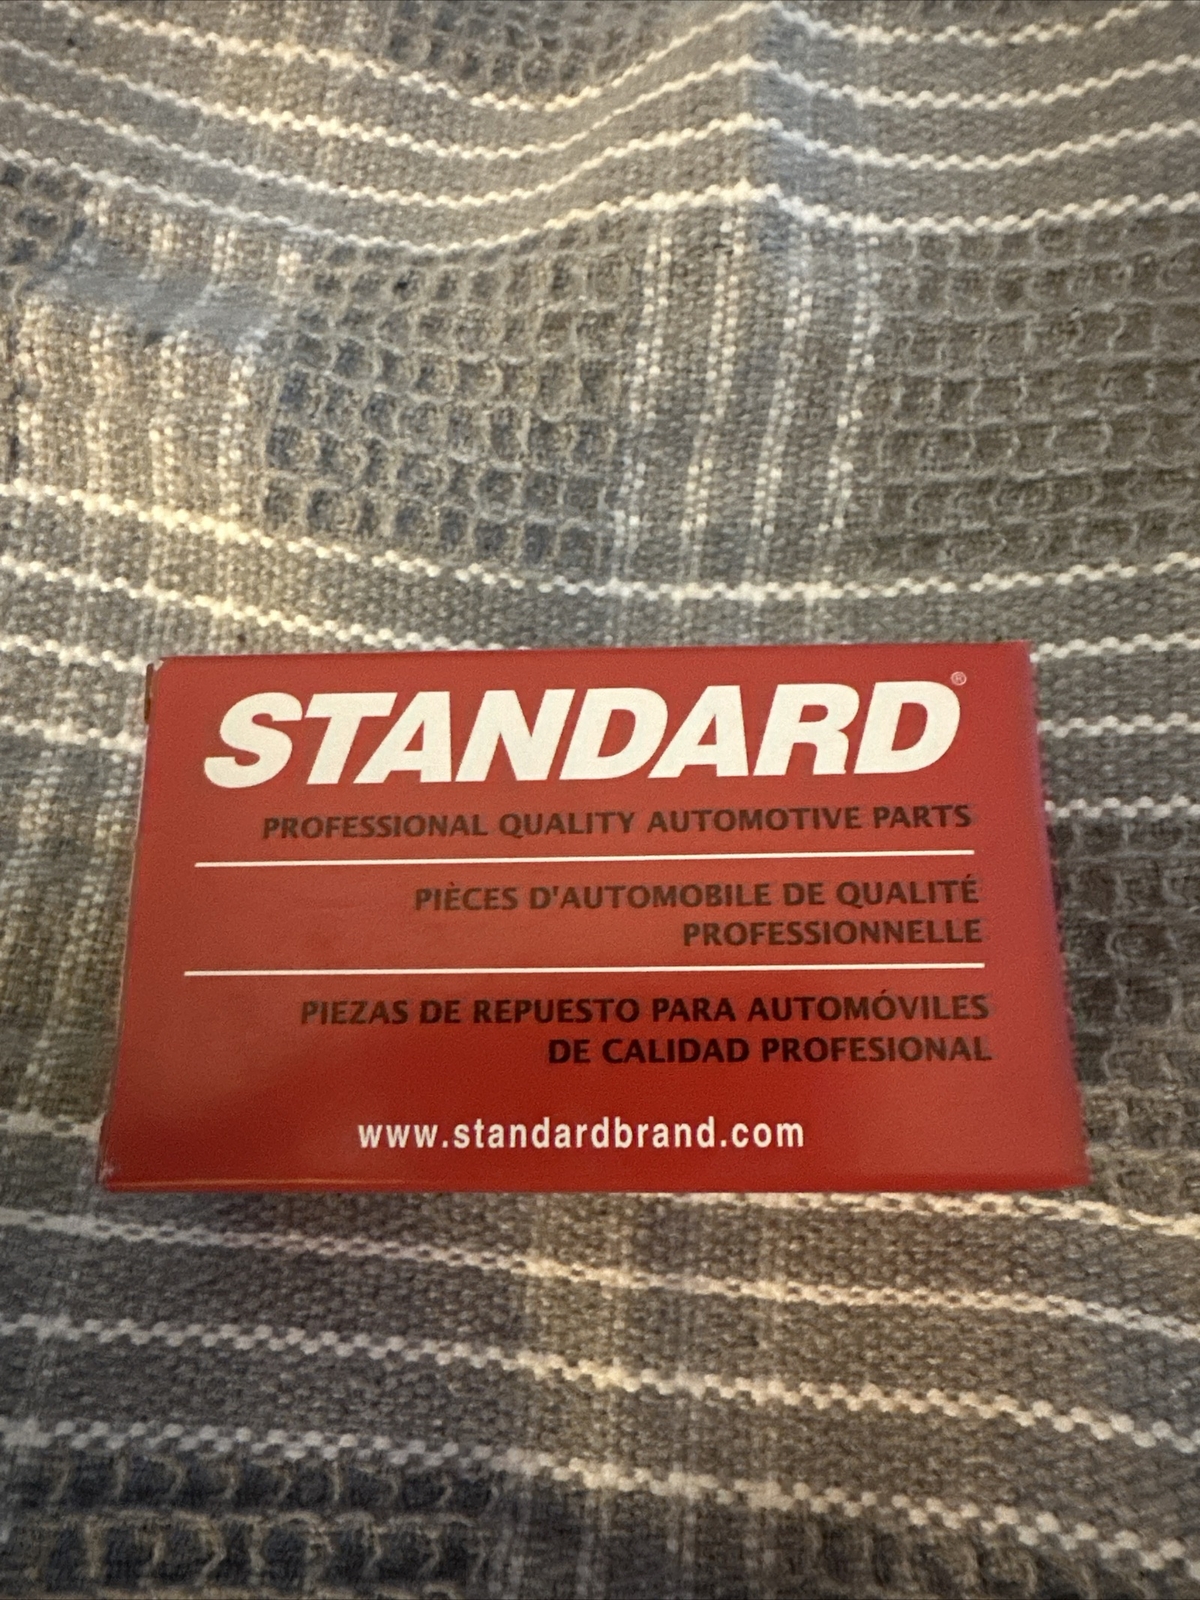 STANDARD®
PROFESSIONAL QUALITY AUTOMOTIVE PARTS
PIÈCES D'AUTOMOBILE DE QUALITÉ
PROFESSIONNELLE
PIEZAS DE REPUESTO PARA AUTOMÓVILES
DE CALIDAD PROFESIONAL
www.standardbrand.com